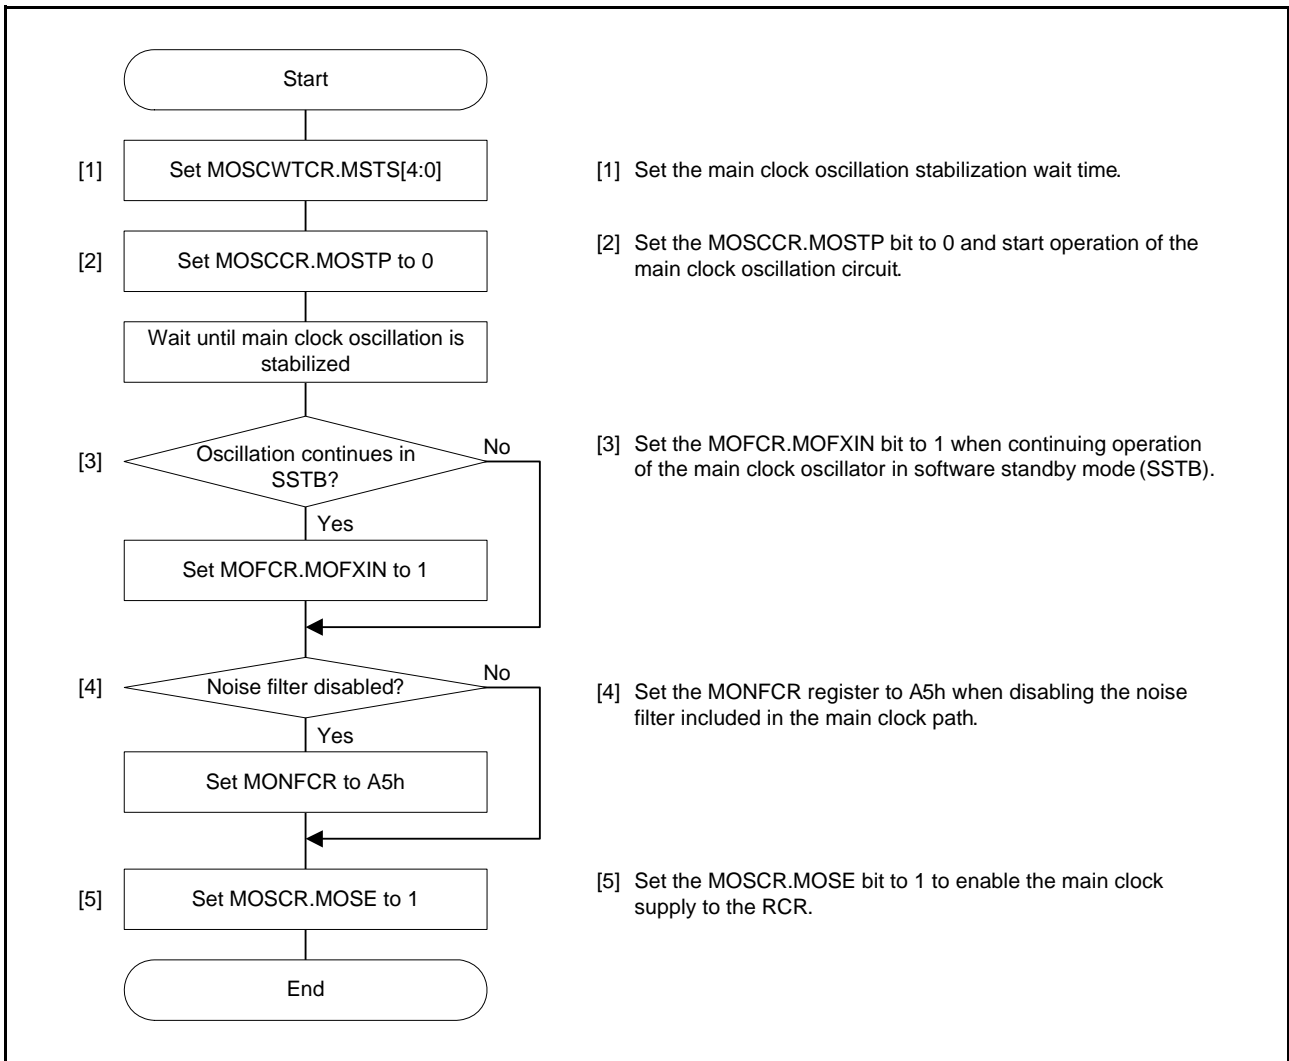 Start
[1] Set MOSCWTCR.MSTS[4:0]
[1] Set the main clock oscillation stabilization wait time.
[2] Set MOSCCR.MOSTP to 0
[2] Set the MOSCCR.MOSTP bit to 0 and start operation of the
main clock oscillation circuit.
Wait until main clock oscillation is
stabilized
[3] Oscillation continues in
SSTB?
No
Yes
[3] Set the MOFCR.MOFXIN bit to 1 when continuing operation
of the main clock oscillator in software standby mode (SSTB).
Set MOFCR.MOFXIN to 1
[4] Noise filter disabled?
No
Yes
[4] Set the MONFCR register to A5h when disabling the noise
filter included in the main clock path.
Set MONFCR to A5h
[5] Set MOSCR.MOSE to 1
[5] Set the MOSCR.MOSE bit to 1 to enable the main clock
supply to the RCR.
End